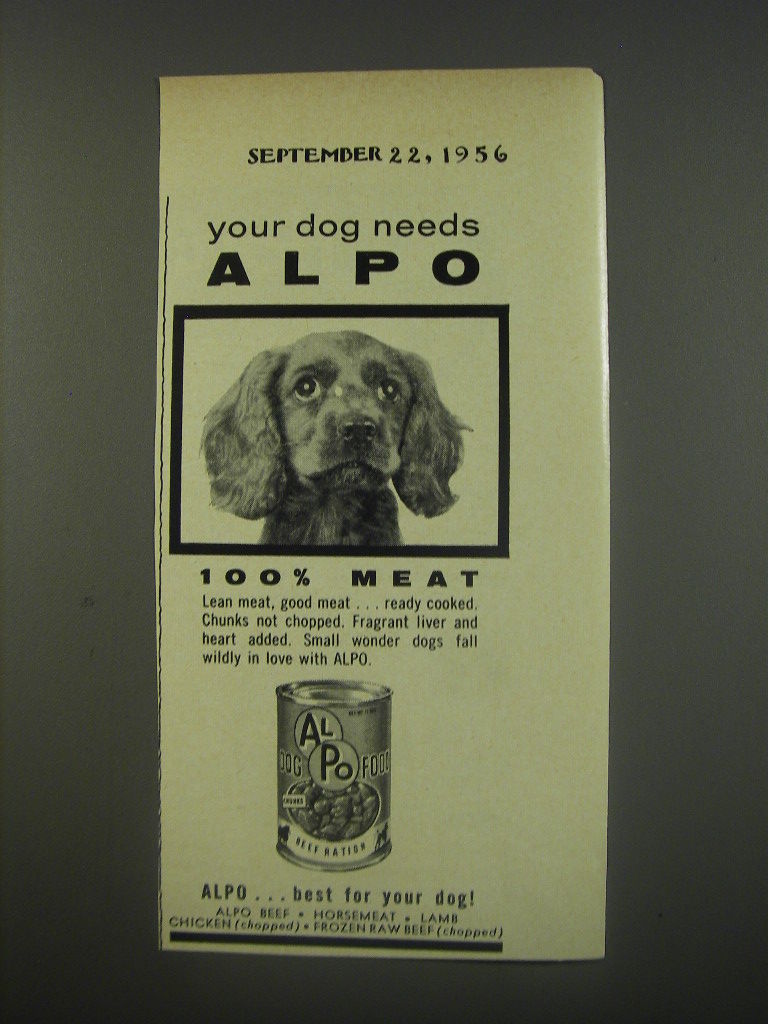 SEPTEMBER 22, 1956
your dog needs
ALPO
100% MEAT
Lean meat, good meat . . . ready cooked.
Chunks not chopped. Fragrant liver and
heart added. Small wonder dogs fall
wildly in love with ALPO.
AL
PO
DOG FOOD
CHUNKS
BEEF RATION
ALPO . . . best for your dog!
ALPO BEEF • HORSEMEAT • LAMB
CHICKEN (chopped) • FROZEN RAW BEEF (chopped)